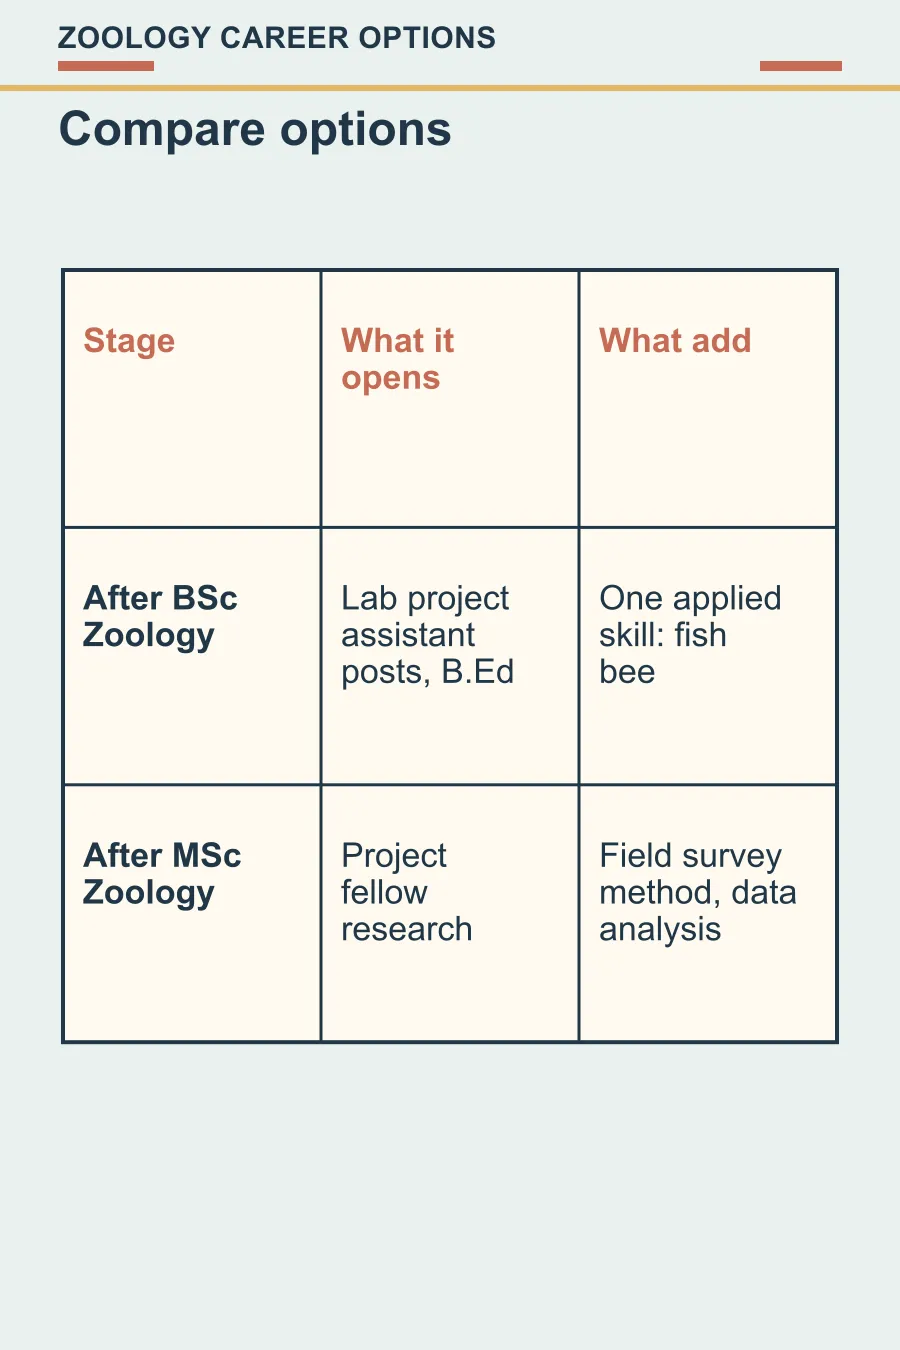 ZOOLOGY CAREER OPTIONS
Compare options
Stage
What it
opens
What add
After BSc
Zoology
Lab project
assistant
posts, B.Ed
One applied
skill: fish
bee
After MSc
Zoology
Project
fellow
research
Field survey
method, data
analysis